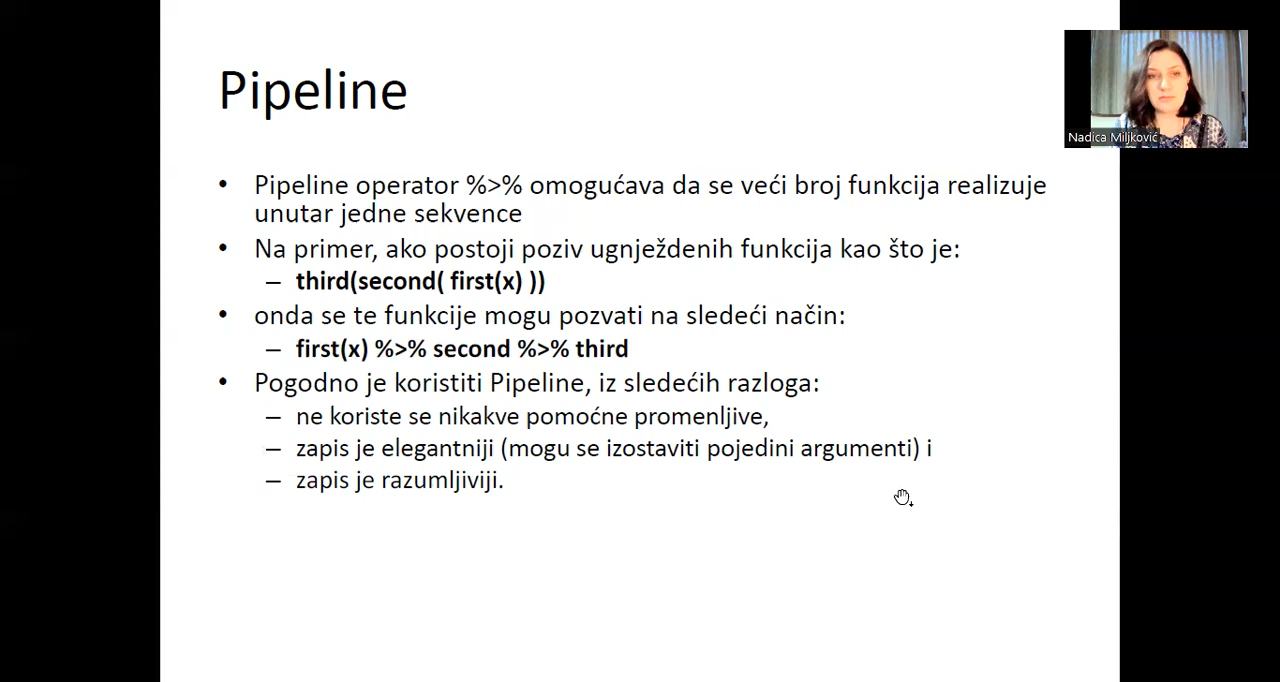 Pipeline
Nadica Miljković
• Pipeline operator %>% omogućava da se veći broj funkcija realizuje
unutar jedne sekvence
• Na primer, ako postoji poziv ugnježdenih funkcija kao što je:
– third(second( first(x) ))
• onda se te funkcije mogu pozvati na sledeći način:
– first(x) %>% second %>% third
• Pogodno je koristiti Pipeline, iz sledećih razloga:
– ne koriste se nikakve pomoćne promenljive,
– zapis je elegantniji (mogu se izostaviti pojedini argumenti) i
– zapis je razumljiviji.